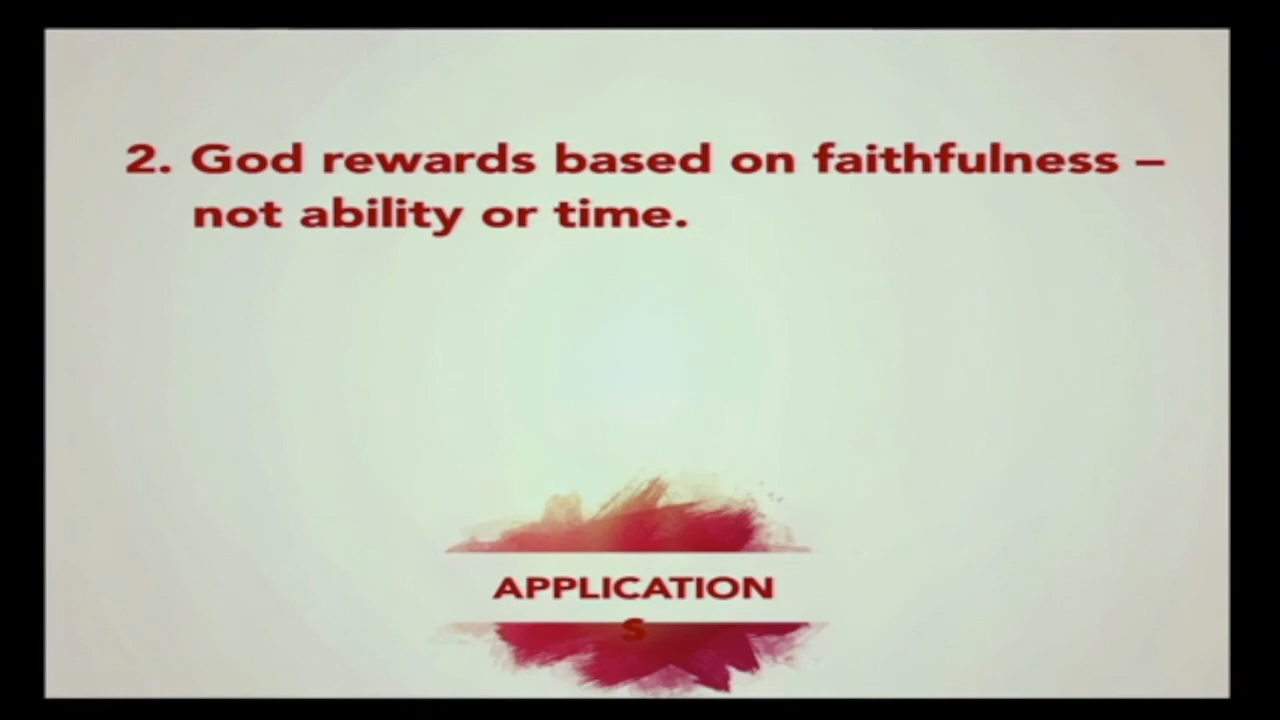 2. God rewards based on faithfulness –
not ability or time.
APPLICATION
S